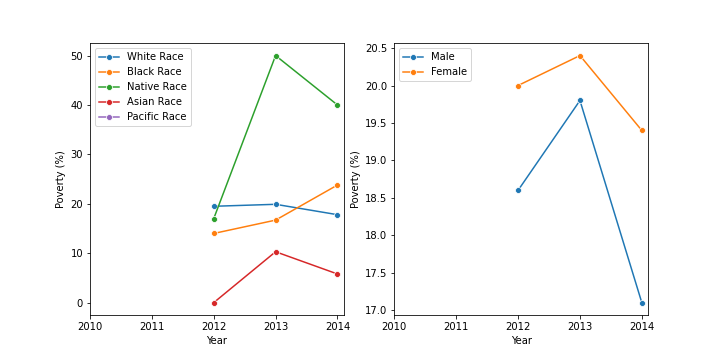 White Race
Black Race
Native Race
Asian Race
Pacific Race
50
40
30
20
10
0
Poverty (%)
2010 2011 2012 2013 2014
Year
Male
Female
20.5
20.0
19.5
19.0
18.5
18.0
17.5
17.0
Poverty (%)
2010 2011 2012 2013 2014
Year